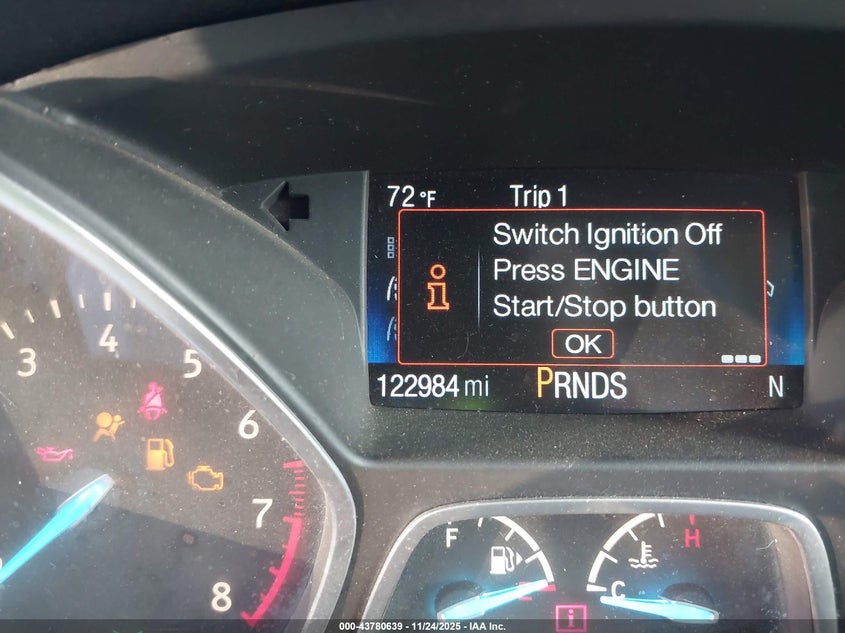 72 °F Trip 1
Switch Ignition Off
Press ENGINE
Start/Stop button
OK
122984 mi PRNDS N
3
4
5
6
7
8
F
E
H
C
000-43780639 - 11/24/2025 - IAA Inc.